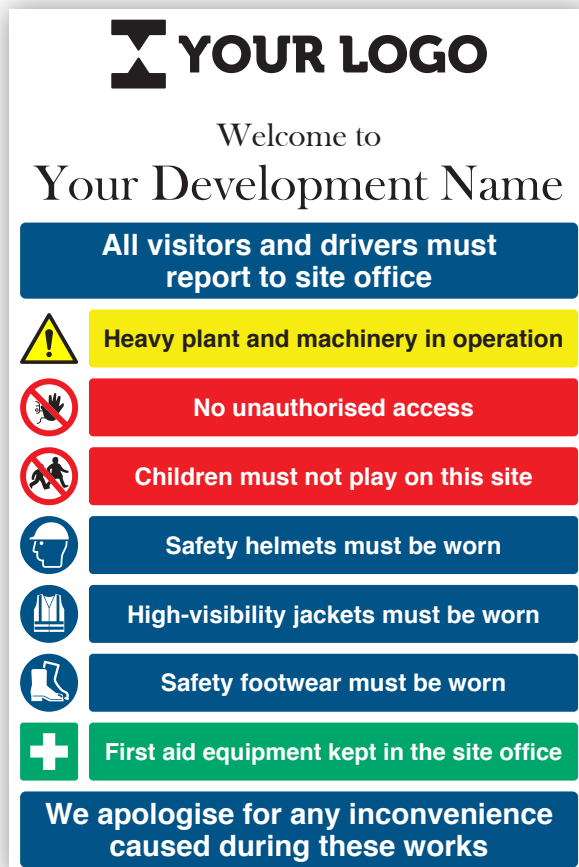 YOUR LOGO
Welcome to
Your Development Name
All visitors and drivers must
report to site office
Heavy plant and machinery in operation
No unauthorised access
Children must not play on this site
Safety helmets must be worn
High-visibility jackets must be worn
Safety footwear must be worn
First aid equipment kept in the site office
We apologise for any inconvenience
caused during these works